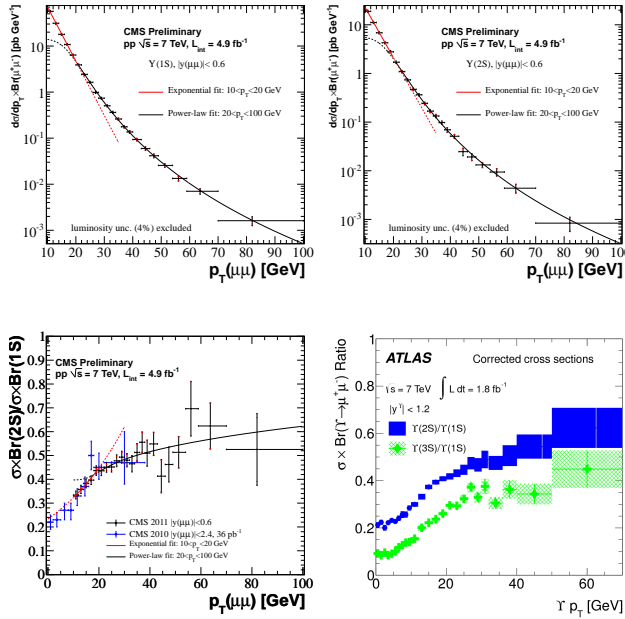 dσ/dp_T×Br(μ⁺μ⁻) [pb GeV⁻¹]
CMS Preliminary
pp √s = 7 TeV, L_int = 4.9 fb⁻¹
ϒ(1S), |y(μμ)|< 0.6
Exponential fit: 10<p_T<20 GeV
Power-law fit: 20<p_T<100 GeV
luminosity unc. (4%) excluded
10
1
10⁻¹
10⁻²
10⁻³
10 20 30 40 50 60 70 80 90 100
p_T(μμ) [GeV]
dσ/dp_T×Br(μ⁺μ⁻) [pb GeV⁻¹]
CMS Preliminary
pp √s = 7 TeV, L_int = 4.9 fb⁻¹
ϒ(2S), |y(μμ)|< 0.6
Exponential fit: 10<p_T<20 GeV
Power-law fit: 20<p_T<100 GeV
luminosity unc. (4%) excluded
10
1
10⁻¹
10⁻²
10⁻³
10 20 30 40 50 60 70 80 90 100
p_T(μμ) [GeV]
σ×Br(2S)/σ×Br(1S)
CMS Preliminary
pp √s = 7 TeV, L_int = 4.9 fb⁻¹
1
0.9
0.8
0.7
0.6
0.5
0.4
0.3
0.2
0.1
0
CMS 2011 |y(μμ)|<0.6
CMS 2010 |y(μμ)|<2.4, 36 pb⁻¹
Exponential fit: 10<p_T<20 GeV
Power-law fit: 20<p_T<100 GeV
0 20 40 60 80 100
p_T(μμ) [GeV]
σ × Br(ϒ→μ⁺μ⁻) Ratio
ATLAS Corrected cross sections
√s = 7 TeV ∫ L dt = 1.8 fb⁻¹
|y^ϒ| < 1.2
ϒ(2S)/ϒ(1S)
ϒ(3S)/ϒ(1S)
1
0.8
0.6
0.4
0.2
0
0 10 20 30 40 50 60
ϒ p_T [GeV]